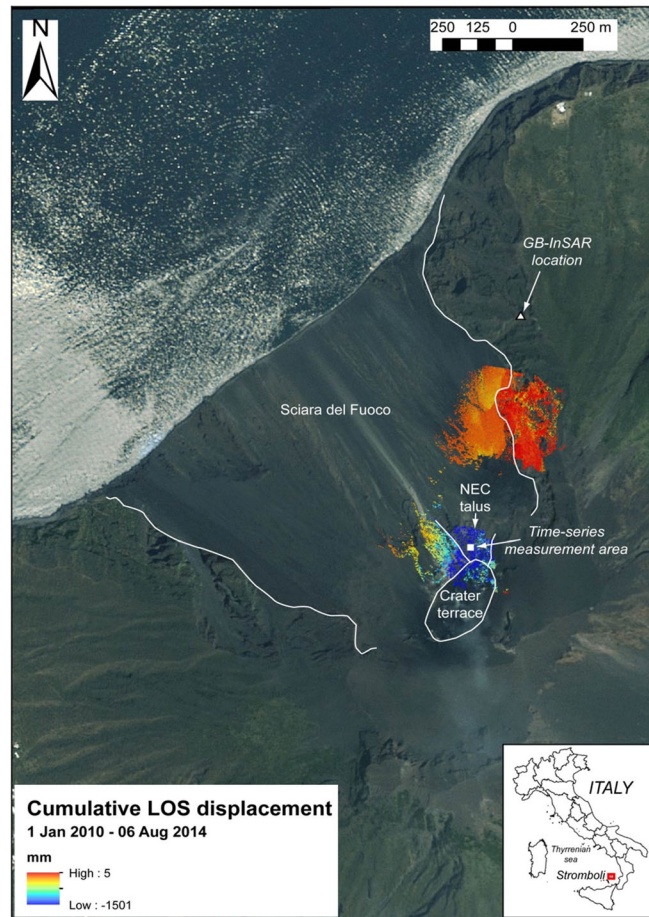 N
250 125 0 250 m
GB-InSAR
location
Sciara del Fuoco
NEC
talus
Time-series
measurement area
Crater
terrace
Cumulative LOS displacement
1 Jan 2010 - 06 Aug 2014
mm
High : 5
Low : -1501
ITALY
Thyrrenian
sea
Stromboli